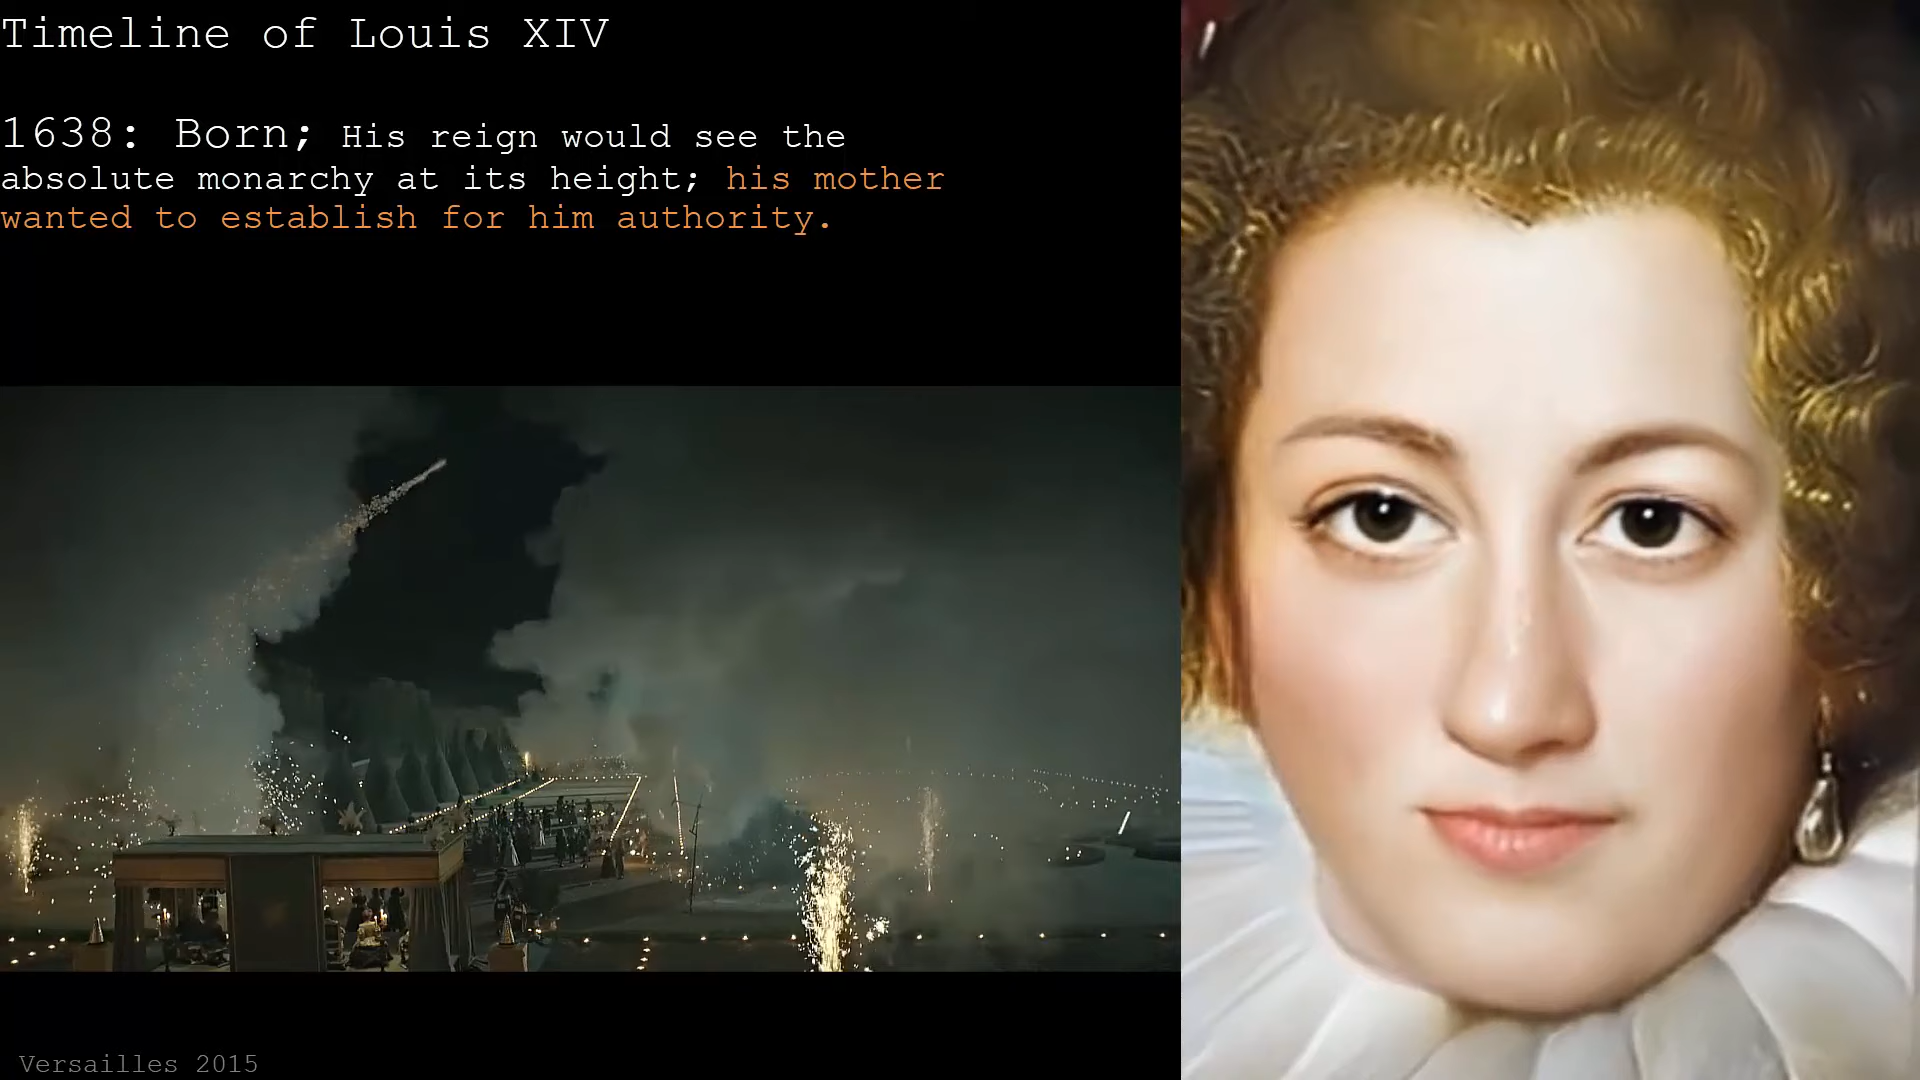 Timeline of Louis XIV
1638: Born; His reign would see the
absolute monarchy at its height; his mother
wanted to establish for him authority.
Versailles 2015